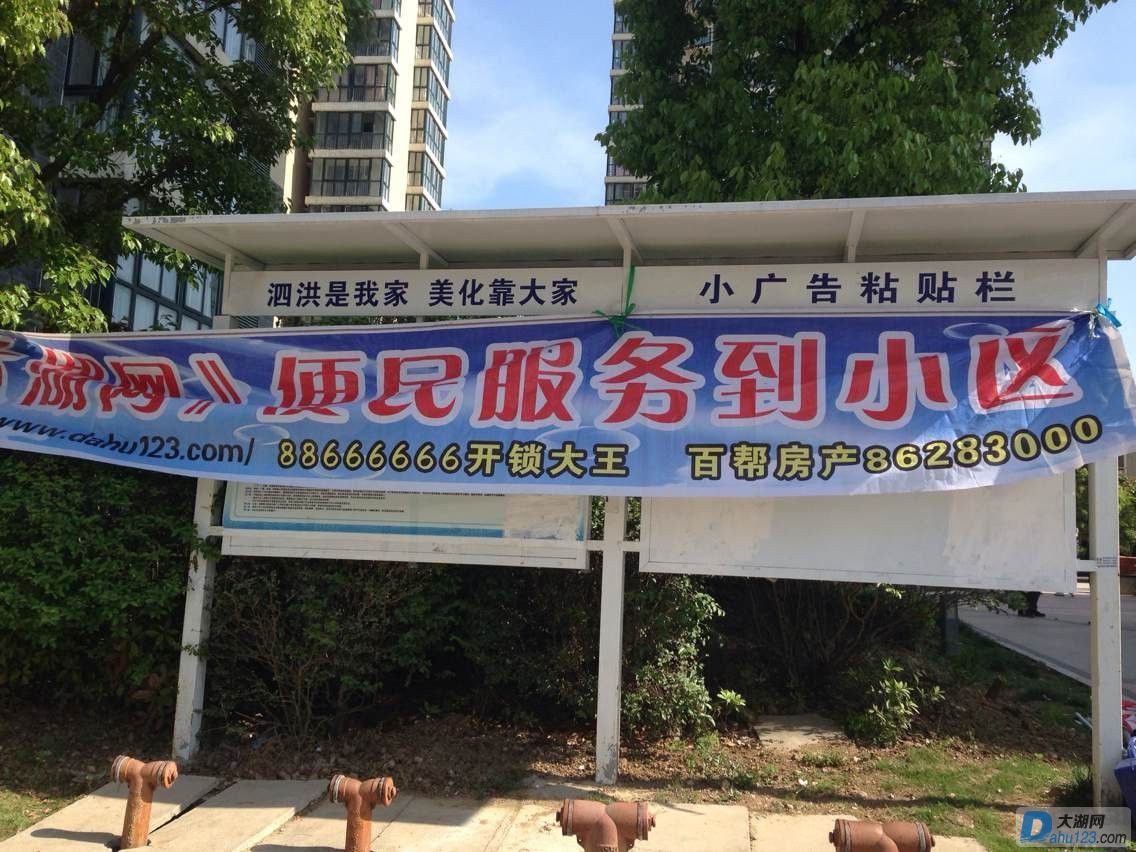 泗洪是我家 美化靠大家
小广告粘贴栏
湖网》便民服务到小区
www.dahu123.com/ 88666666开锁大王 百帮房产86283000
大湖网
Dahu123.com